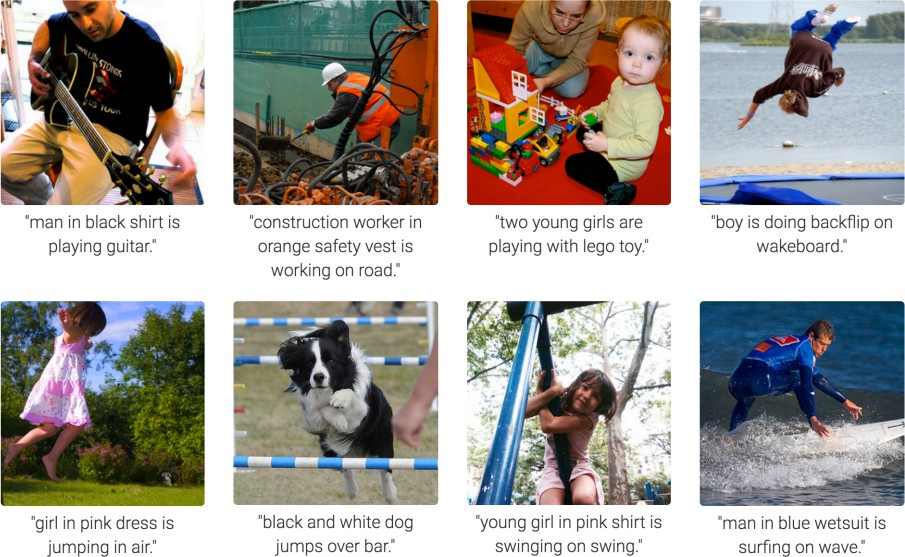 "man in black shirt is
playing guitar."
"construction worker in
orange safety vest is
working on road."
"two young girls are
playing with lego toy."
"boy is doing backflip on
wakeboard."
"girl in pink dress is
jumping in air."
"black and white dog
jumps over bar."
"young girl in pink shirt is
swinging on swing."
"man in blue wetsuit is
surfing on wave."